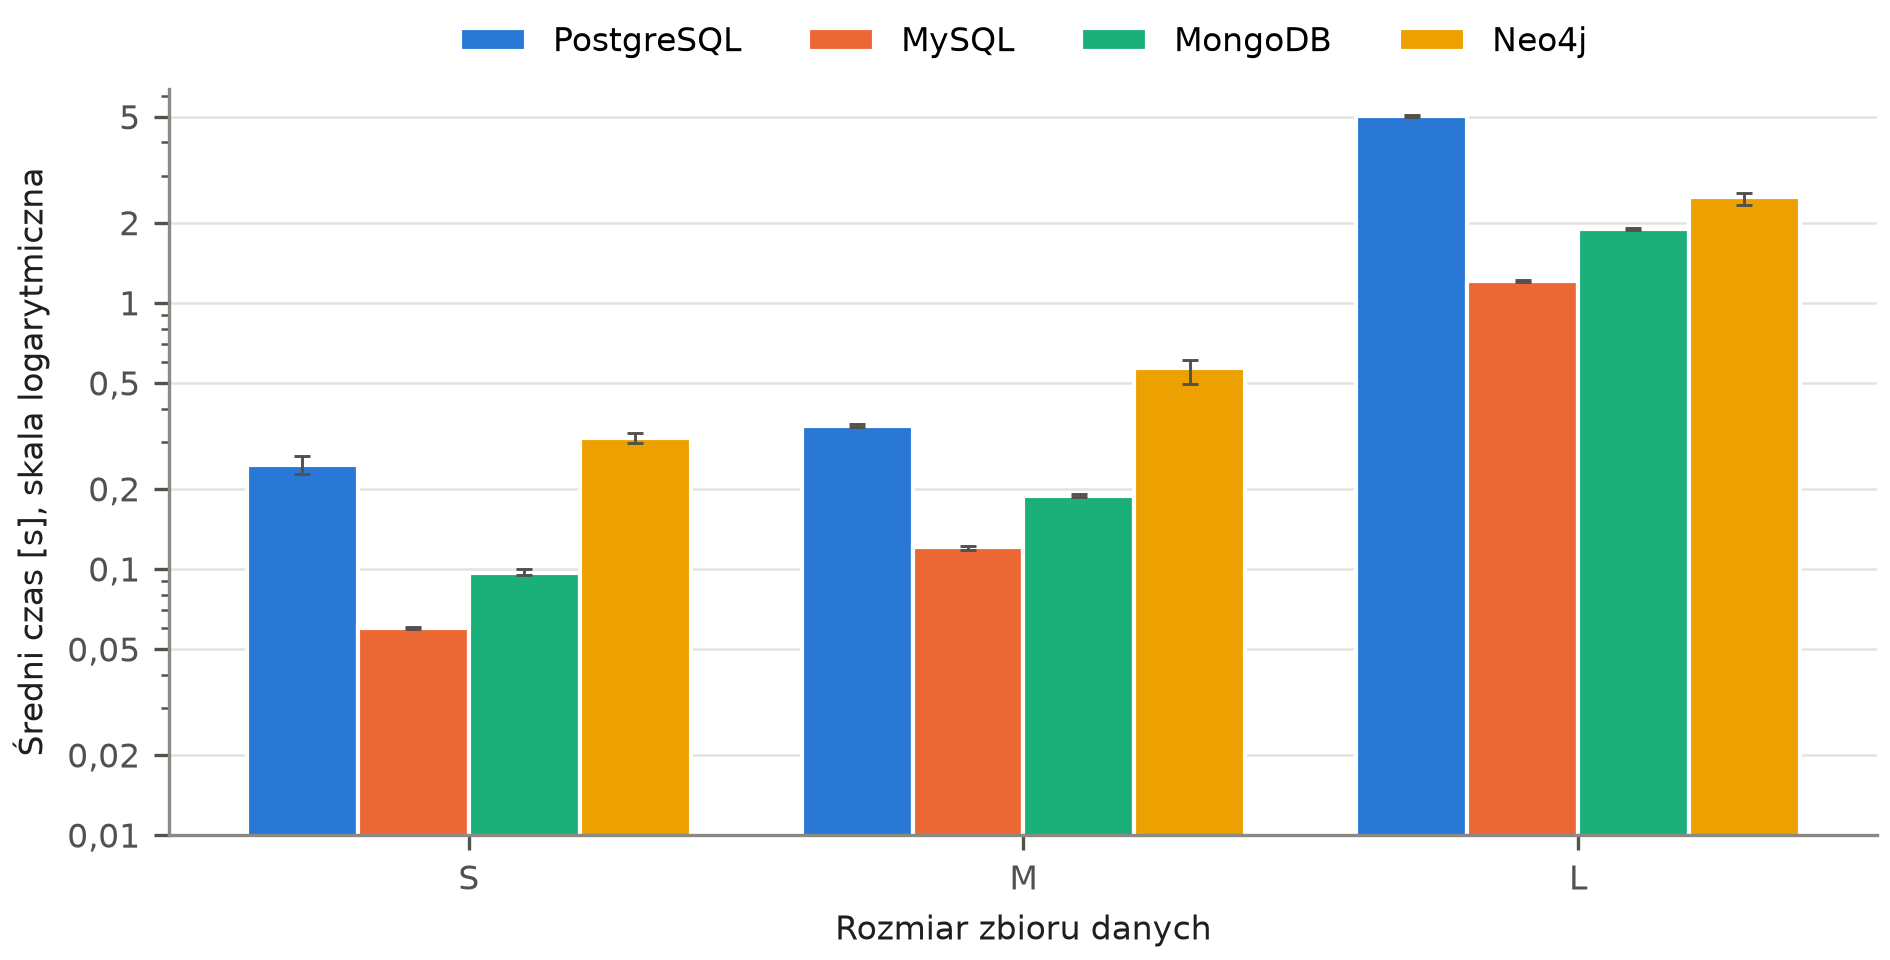 PostgreSQL MySQL MongoDB Neo4j
Średni czas [s], skala logarytmiczna
5
2
1
0,5
0,2
0,1
0,05
0,02
0,01
S M L
Rozmiar zbioru danych